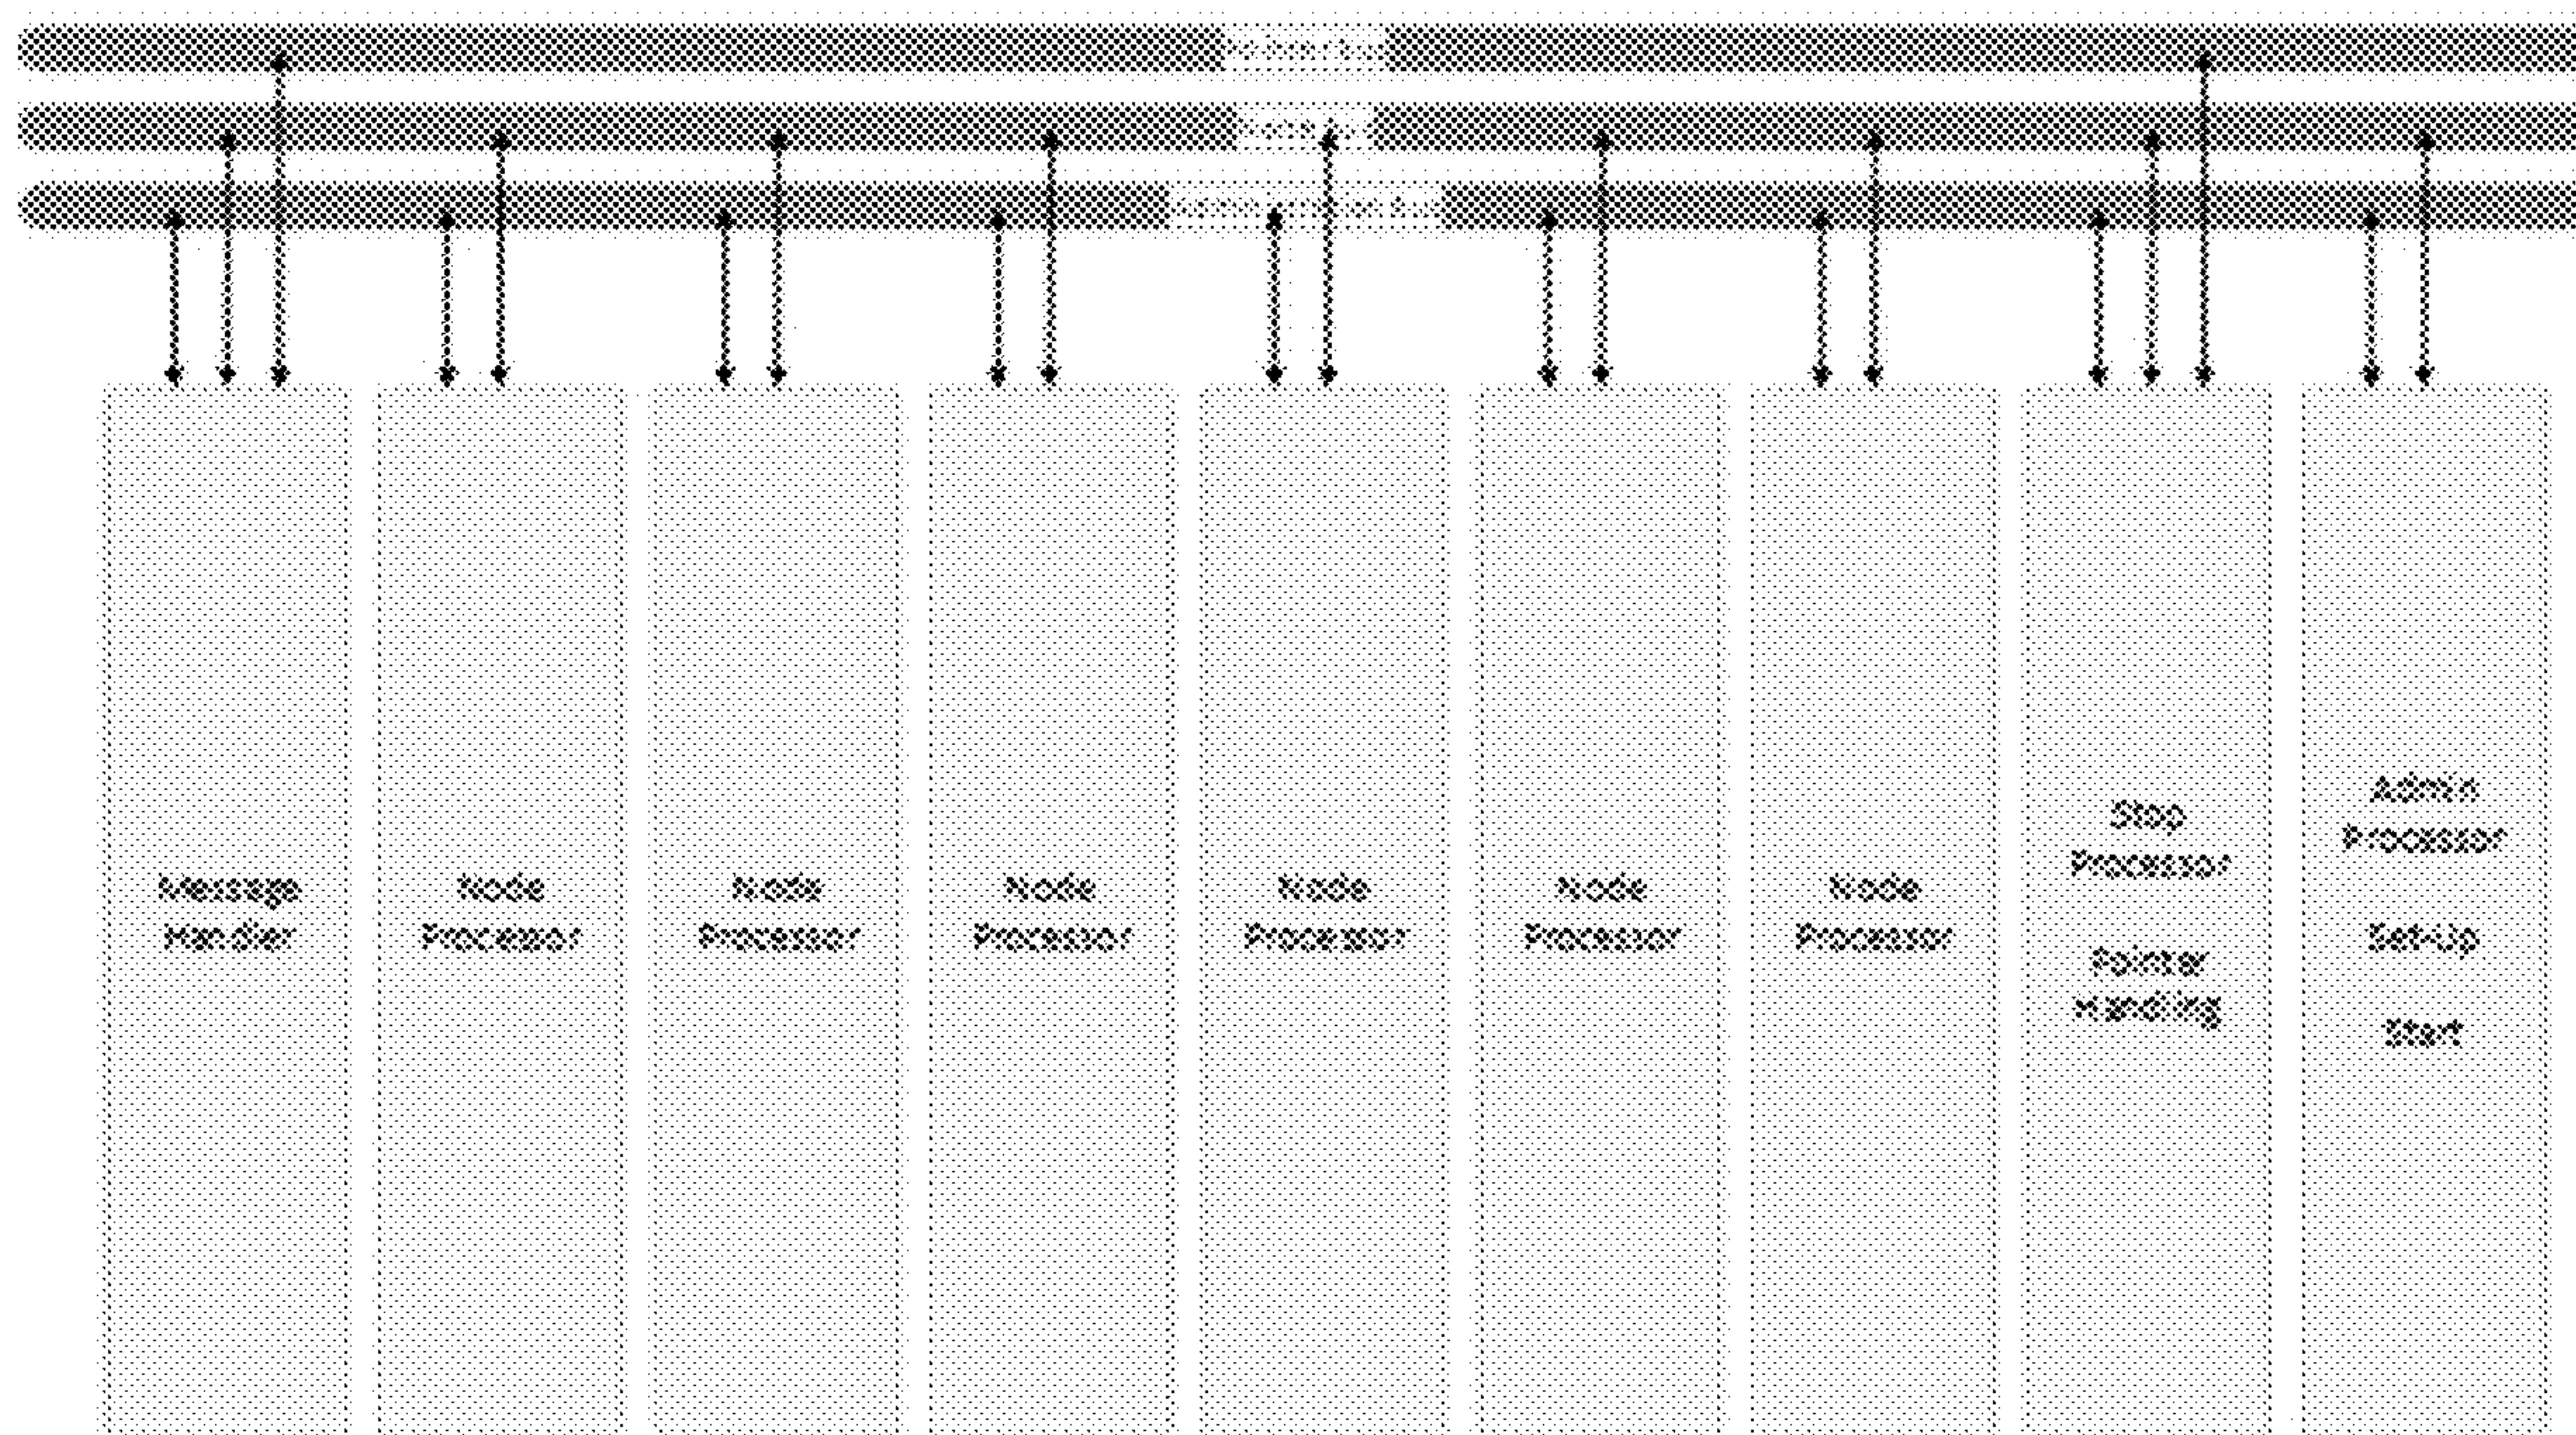 Message
Handler
Node
Processor
Node
Processor
Node
Processor
Node
Processor
Node
Processor
Node
Processor
Stop
Processor
Pointer
Handling
Admin
Processor
Set-Up
Start